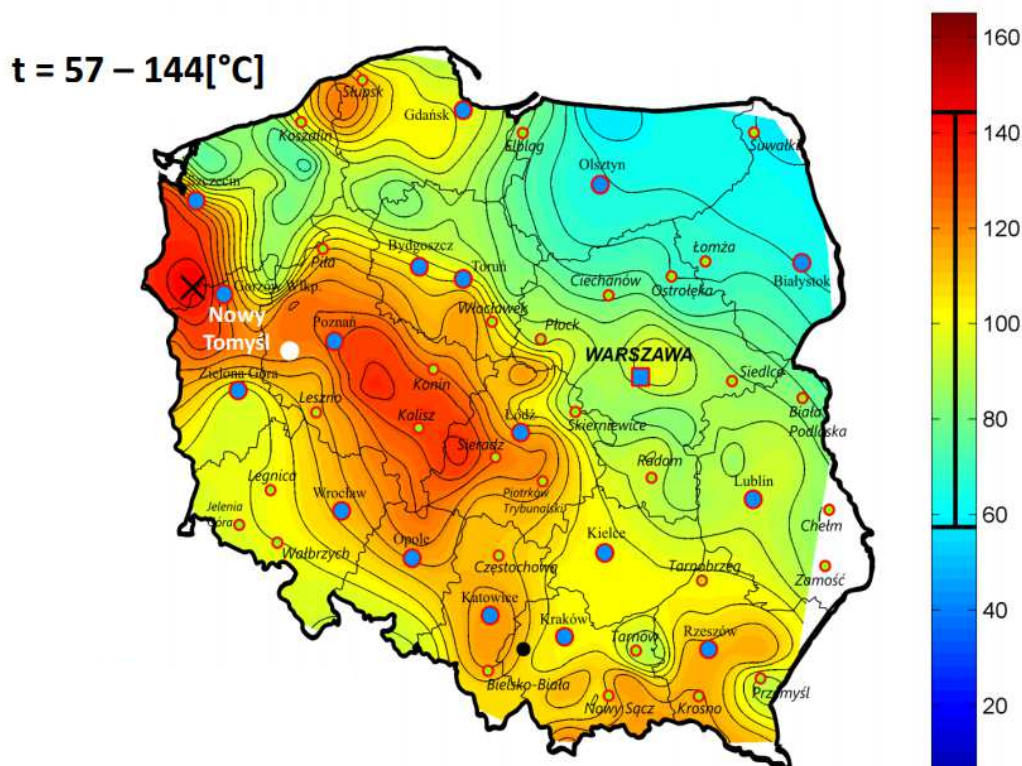 t = 57 – 144[°C]
Słupsk
Koszalin
Gdańsk
Elbląg
Suwałki
Olsztyn
Szczecin
Piła
Bydgoszcz
Toruń
Łomża
Ciechanów
Ostrołęka
Białystok
Gorzów Wlkp.
Nowy
Tomyśl
Włocławek
Poznań
Płock
WARSZAWA
Zielona Góra
Leszno
Konin
Kalisz
Łódź
Skierniewice
Siedlce
Biała
Podlaska
Sieradz
Legnica
Wrocław
Piotrków
Trybunalski
Radom
Lublin
Jelenia
Góra
Wałbrzych
Opole
Częstochowa
Kielce
Chełm
Tarnobrzeg
Zamość
Katowice
Kraków
Tarnów
Rzeszów
Bielsko-Biała
Nowy Sącz
Krosno
Przemyśl
160
140
120
100
80
60
40
20